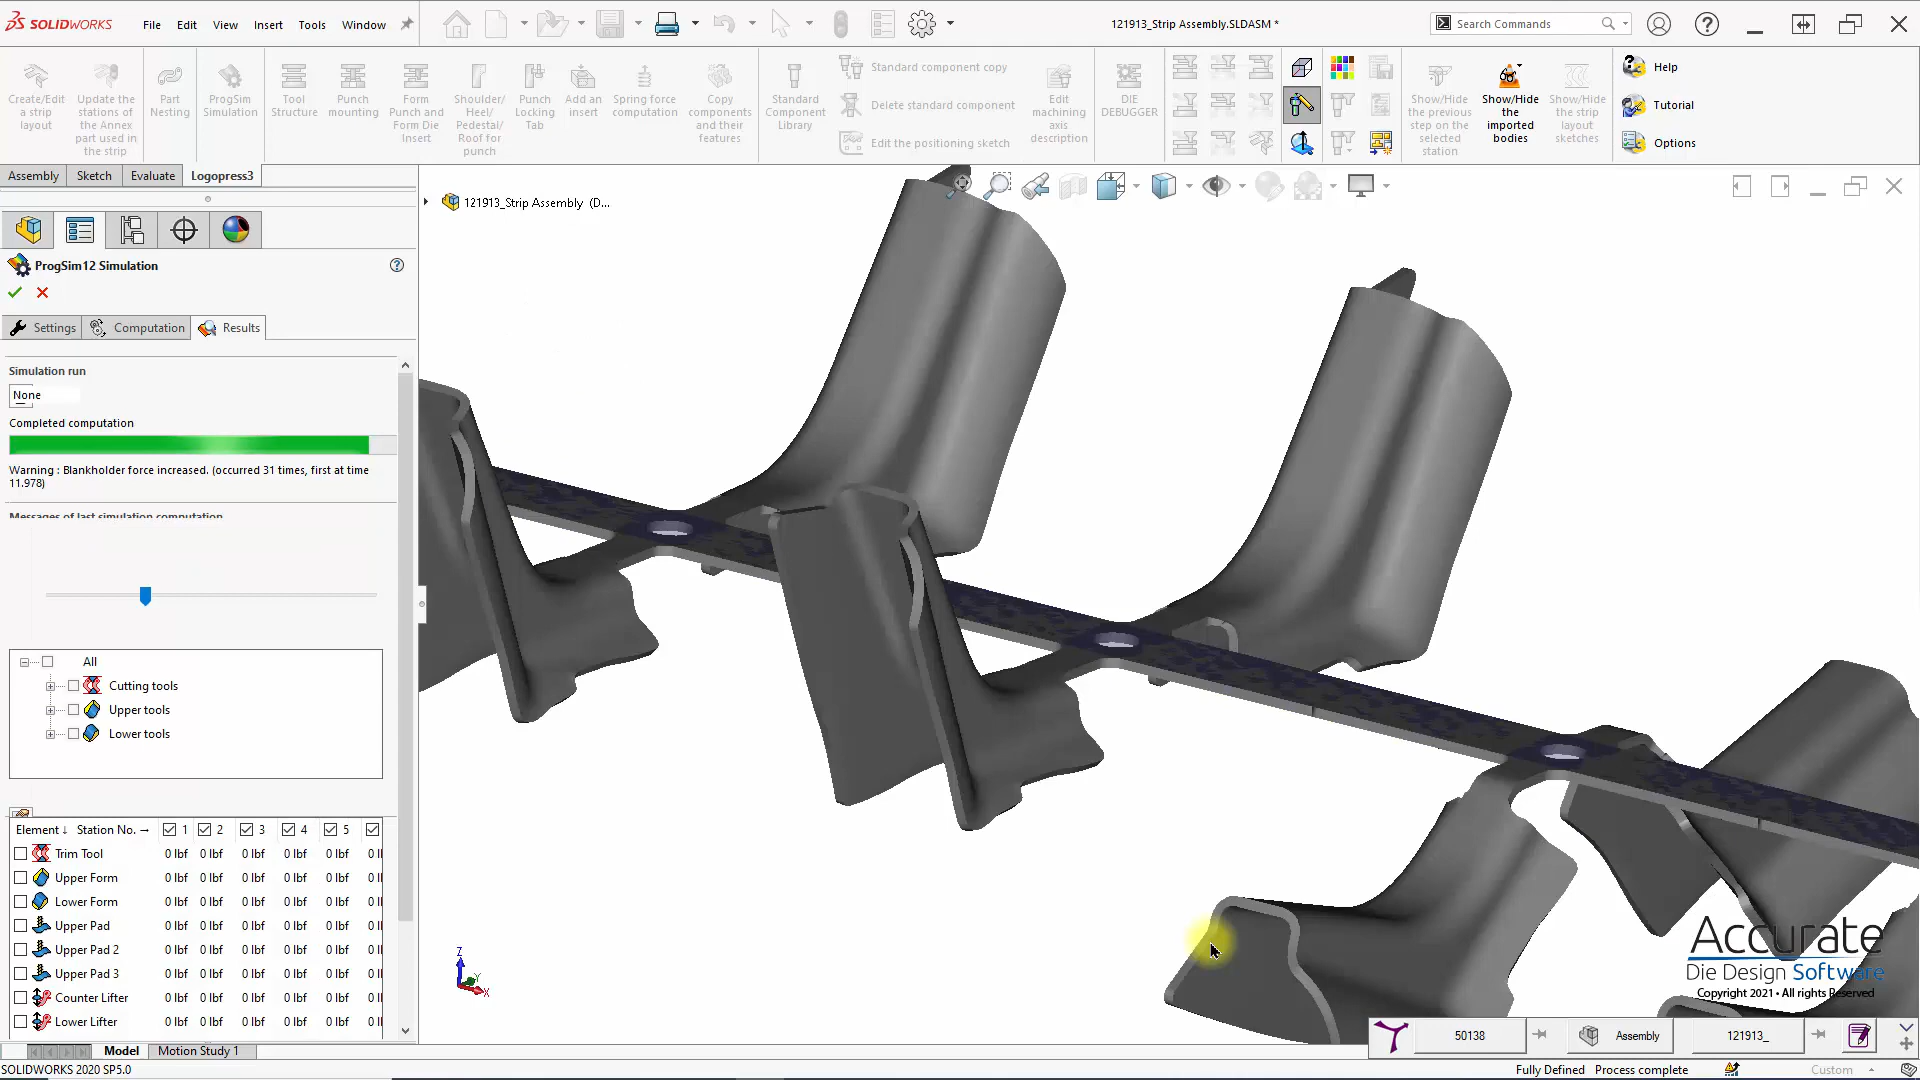 SOLIDWORKS
File Edit View Insert Tools Window
121913_Strip Assembly.SLDASM *
Search Commands
Create/Edit a strip layout
Update the stations of the Annex part used in the strip
Part Nesting
ProgSim Simulation
Tool Structure
Punch mounting
Form Punch and Form Die Insert
Shoulder/ Heel/ Pedestal/ Roof for punch
Punch Locking Tab
Add an insert
Spring force computation
Copy components and their features
Standard Component Library
Standard component copy
Delete standard component
Edit the positioning sketch
Edit machining axis description
DIE DEBUGGER
Show/Hide the previous step on the selected station
Show/Hide the imported bodies
Show/Hide the strip layout sketches
Help
Tutorial
Options
Assembly Sketch Evaluate Logopress3
121913_Strip Assembly (D...
ProgSim12 Simulation
Settings Computation Results
Simulation run
None
Completed computation
Warning : Blankholder force increased. (occurred 31 times, first at time
11.978)
Messages of last simulation computation
All
Cutting tools
Upper tools
Lower tools
Element↓ Station No. → 1 2 3 4 5
Trim Tool 0 lbf 0 lbf 0 lbf 0 lbf 0 lbf 0 l
Upper Form 0 lbf 0 lbf 0 lbf 0 lbf 0 lbf 0 l
Lower Form 0 lbf 0 lbf 0 lbf 0 lbf 0 lbf 0 l
Upper Pad 0 lbf 0 lbf 0 lbf 0 lbf 0 lbf 0 l
Upper Pad 2 0 lbf 0 lbf 0 lbf 0 lbf 0 lbf 0 l
Upper Pad 3 0 lbf 0 lbf 0 lbf 0 lbf 0 lbf 0 l
Counter Lifter 0 lbf 0 lbf 0 lbf 0 lbf 0 lbf 0 l
Lower Lifter 0 lbf 0 lbf 0 lbf 0 lbf 0 lbf 0 l
Z
Y
X
Accurate
Die Design Software
Copyright 2021 • All rights Reserved
50138 Assembly 121913_
Model Motion Study 1
SOLIDWORKS 2020 SP5.0
Fully Defined Process complete Custom